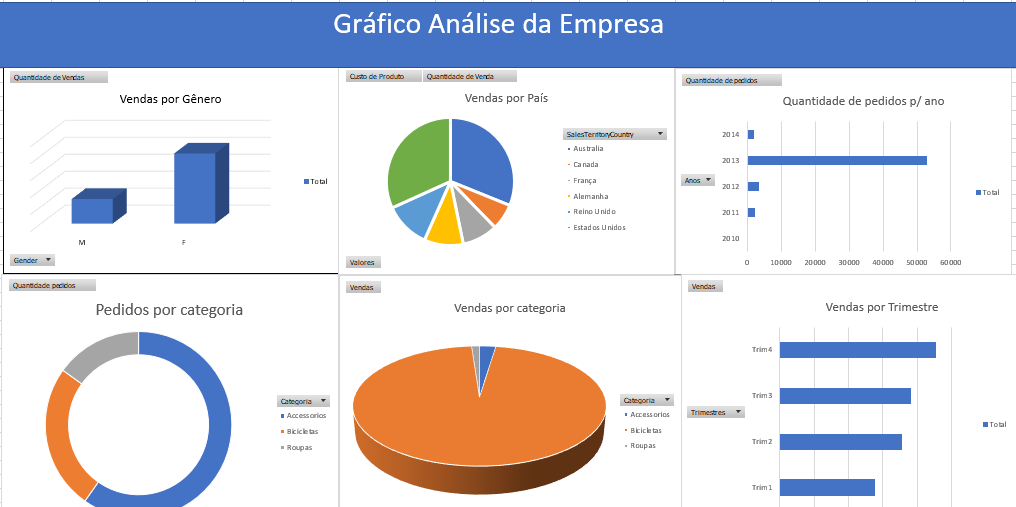 Gráfico Análise da Empresa
Quantidade de Vendas
Vendas por Gênero
Total
M
F
Gender
Custo de Produto
Quantidade de Venda
Vendas por País
SalesTerritoryCountry
Australia
Canada
França
Alemanha
Reino Unido
Estados Unidos
Valores
Quantidade de pedidos
Quantidade de pedidos p/ ano
2014
2013
2012
2011
2010
Anos
Total
0 10000 20000 30000 40000 50000 60000
Quantidade pedidos
Pedidos por categoria
Categoria
Accessorios
Bicicletas
Roupas
Vendas
Vendas por categoria
Categoria
Accessorios
Bicicletas
Roupas
Vendas
Vendas por Trimestre
Trim4
Trim3
Trim2
Trim1
Trimestres
Total